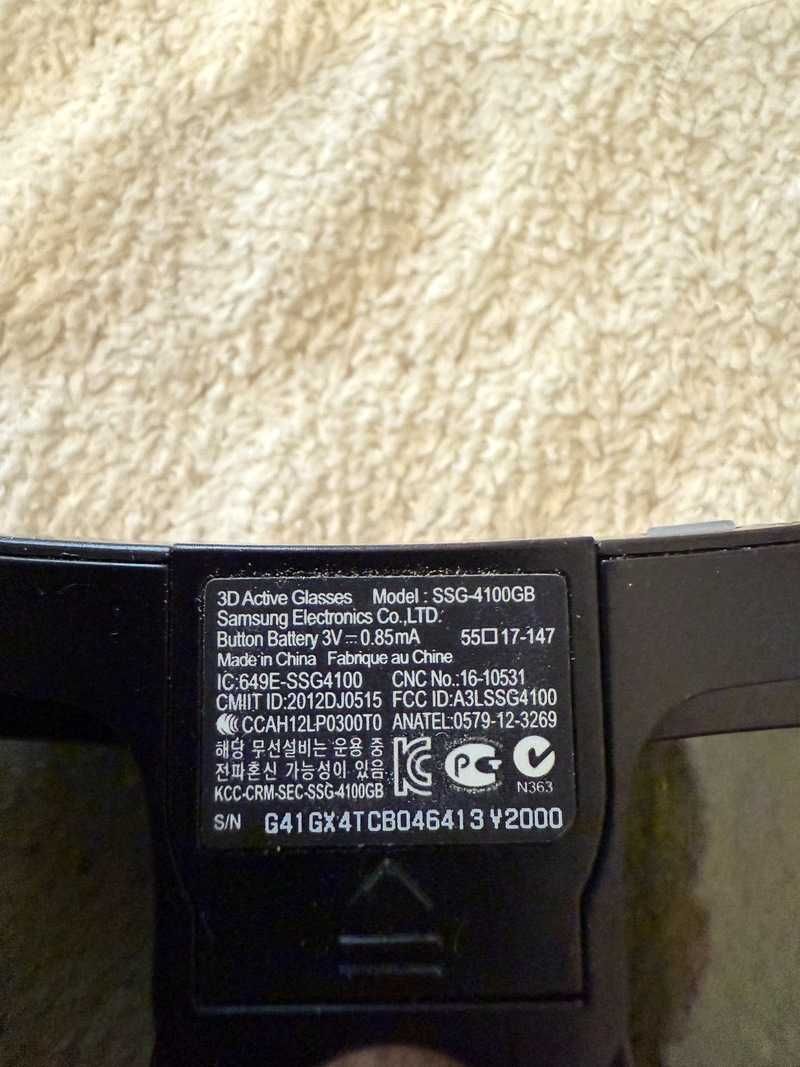 3D Active Glasses Model : SSG-4100GB
Samsung Electronics Co.,LTD.
Button Battery 3V⎓0.85mA 55□17-147
Made in China Fabrique au Chine
IC:649E-SSG4100 CNC No.:16-10531
CMIIT ID:2012DJ0515 FCC ID:A3LSSG4100
CCAH12LP0300T0 ANATEL:0579-12-3269
해당 무선설비는 운용 중
전파혼신 가능성이 있음
KCC-CRM-SEC-SSG-4100GB
N363
S/N G41GX4TCB046413Y2000